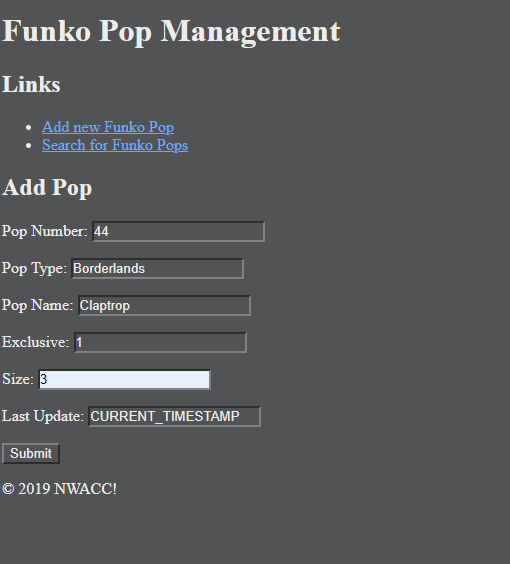 Funko Pop Management
Links
Add new Funko Pop
Search for Funko Pops
Add Pop
Pop Number: 44
Pop Type: Borderlands
Pop Name: Claptrop
Exclusive: 1
Size: 3
Last Update: CURRENT_TIMESTAMP
Submit
© 2019 NWACC!